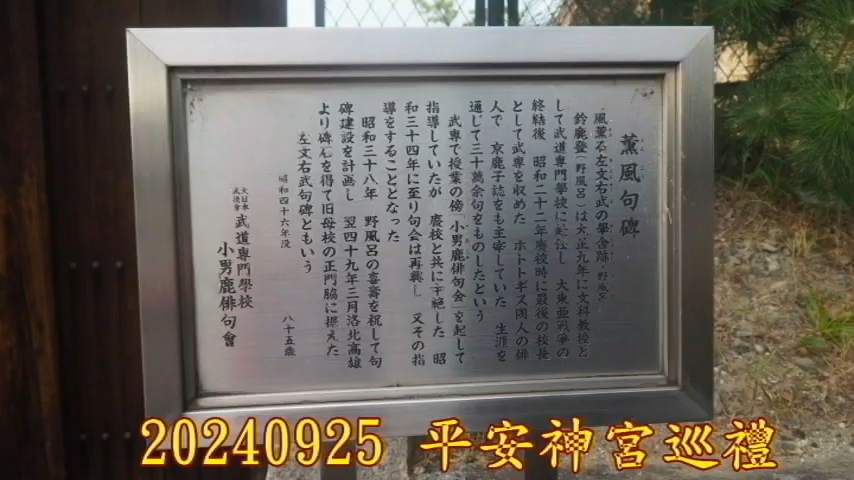 薫風句碑
風薫る左文右武の學舎跡（野風呂）
鈴鹿登（野風呂）は大正九年に文科教授と
して武道専門學校に赴任し 大東亜戦争の
終結後 昭和二十二年廢校時に最後の校長
として武専を収めた ホトトギス同人の俳
人で 京鹿子誌をも主宰していた 生涯を
通じて三十萬余句をものしたという
武専で授業の傍「小男鹿俳句会」を起して
指導していたが 廢校と共に中絶した 昭
和三十四年に至り句会は再興し 又その指
導をすることとなった
昭和三十八年 野風呂の喜壽を祝して句
碑建設を計画し 翌四十九年三月洛北高雄
より碑石を得て旧母校の正門脇に据えた
左文右武句碑ともいう
昭和四十六年没 八十五歳
大日本武徳會 武道専門學校
小男鹿俳句會
20240925 平安神宮巡禮